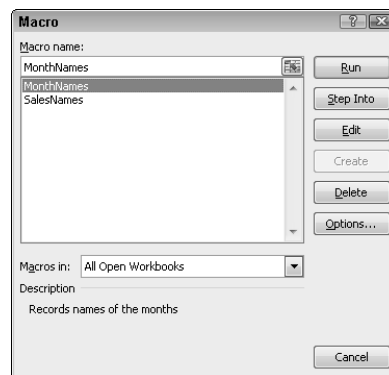 Macro
Macro name:
MonthNames
MonthNames
SalesNames
Run
Step Into
Edit
Create
Delete
Options...
Macros in: All Open Workbooks
Description
Records names of the months
Cancel